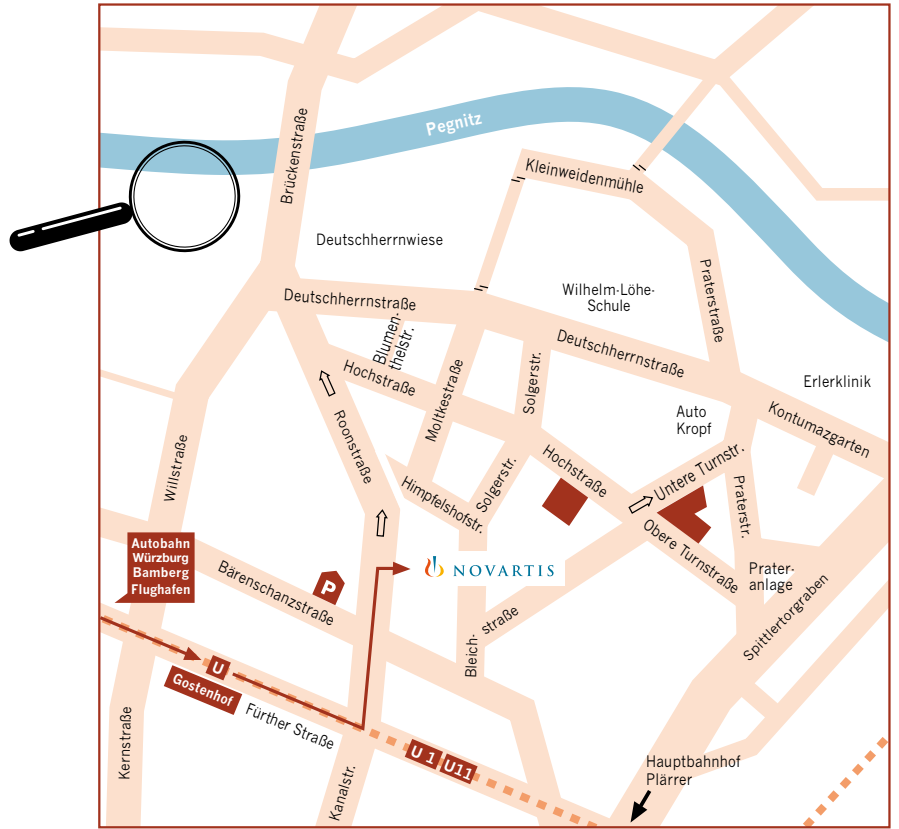 Pegnitz
Brückenstraße
Kleinweidenmühle
Deutschherrnwiese
Praterstraße
Wilhelm-Löhe-
Schule
Deutschherrnstraße
Blumen-
thelstr.
Deutschherrnstraße
Hochstraße
Moltkestraße
Solgerstr.
Erlerklinik
Auto
Kropf
Kontumazgarten
Roonstraße
Willstraße
Himpfelshofstr.
Solgerstr.
Hochstraße
Untere Turnstr.
Praterstr.
Obere Turnstraße
Autobahn
Würzburg
Bamberg
Flughafen
Bärenschanzstraße
P
NOVARTIS
Prater-
anlage
Spittlertorgraben
Bleich-
straße
U
Gostenhof
Fürther Straße
Kernstraße
Kanalstr.
U 1
U11
Hauptbahnhof
Plärrer